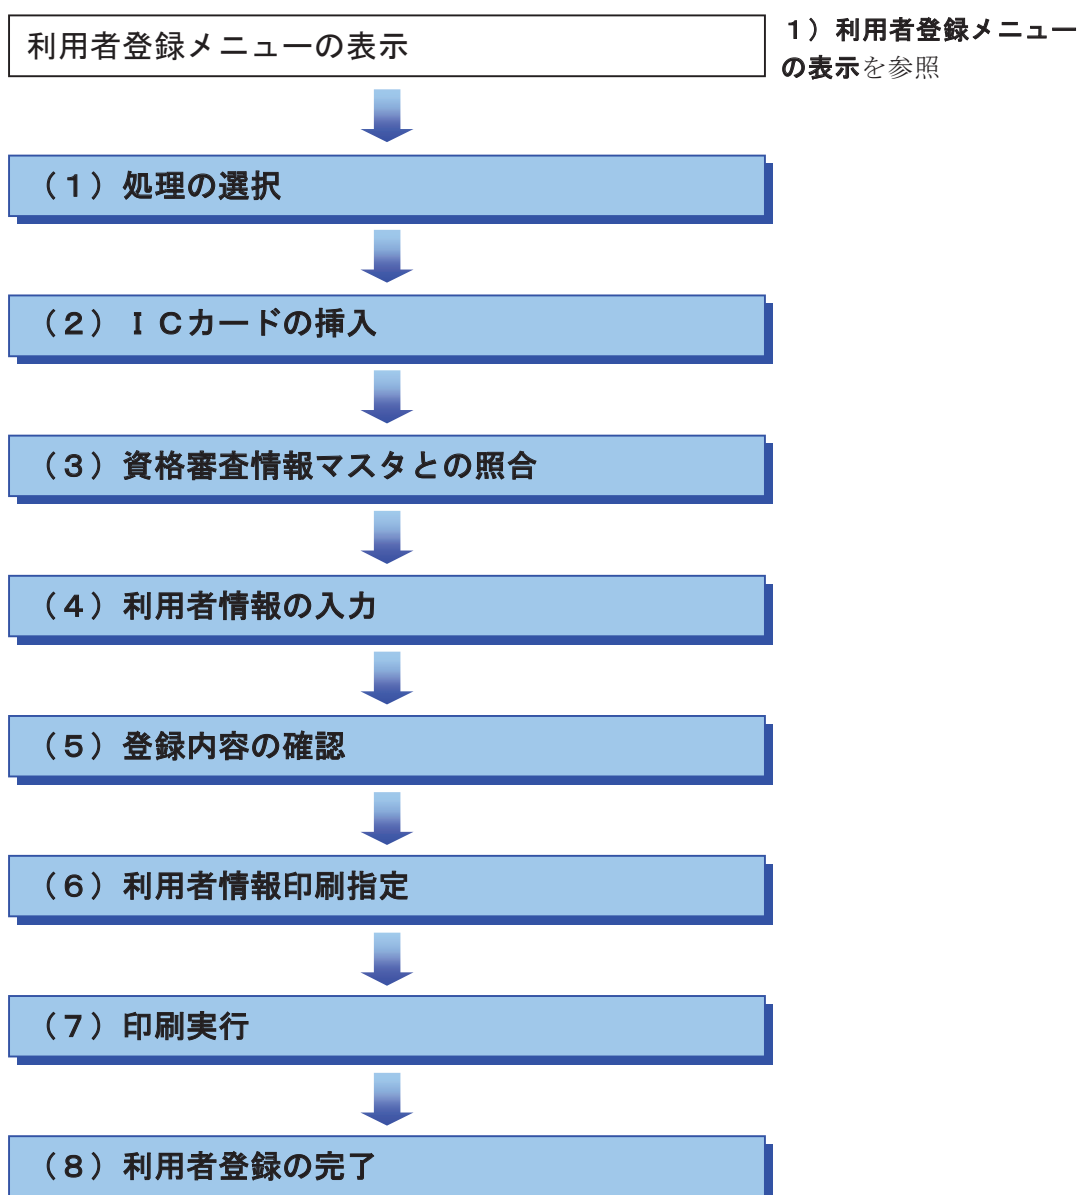 利用者登録メニューの表示
１）利用者登録メニュー
の表示を参照
（１）処理の選択
（２）ＩＣカードの挿入
（３）資格審査情報マスタとの照合
（４）利用者情報の入力
（５）登録内容の確認
（６）利用者情報印刷指定
（７）印刷実行
（８）利用者登録の完了